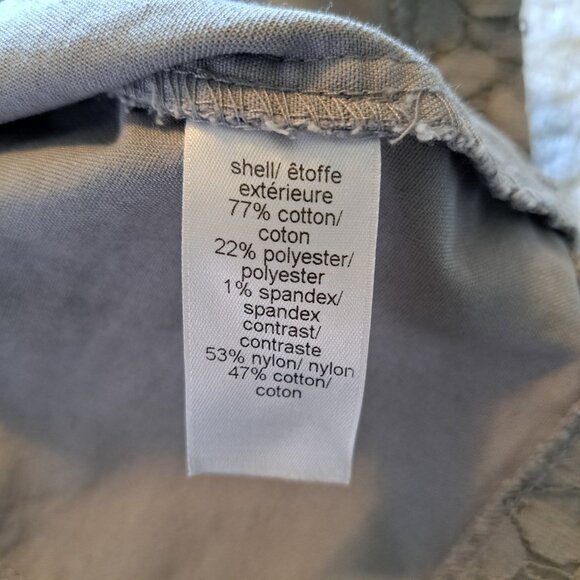 shell/ êtoffe
extérieure
77% cotton/
coton
22% polyester/
polyester
1% spandex/
spandex
contrast/
contraste
53% nylon/ nylon
47% cotton/
coton